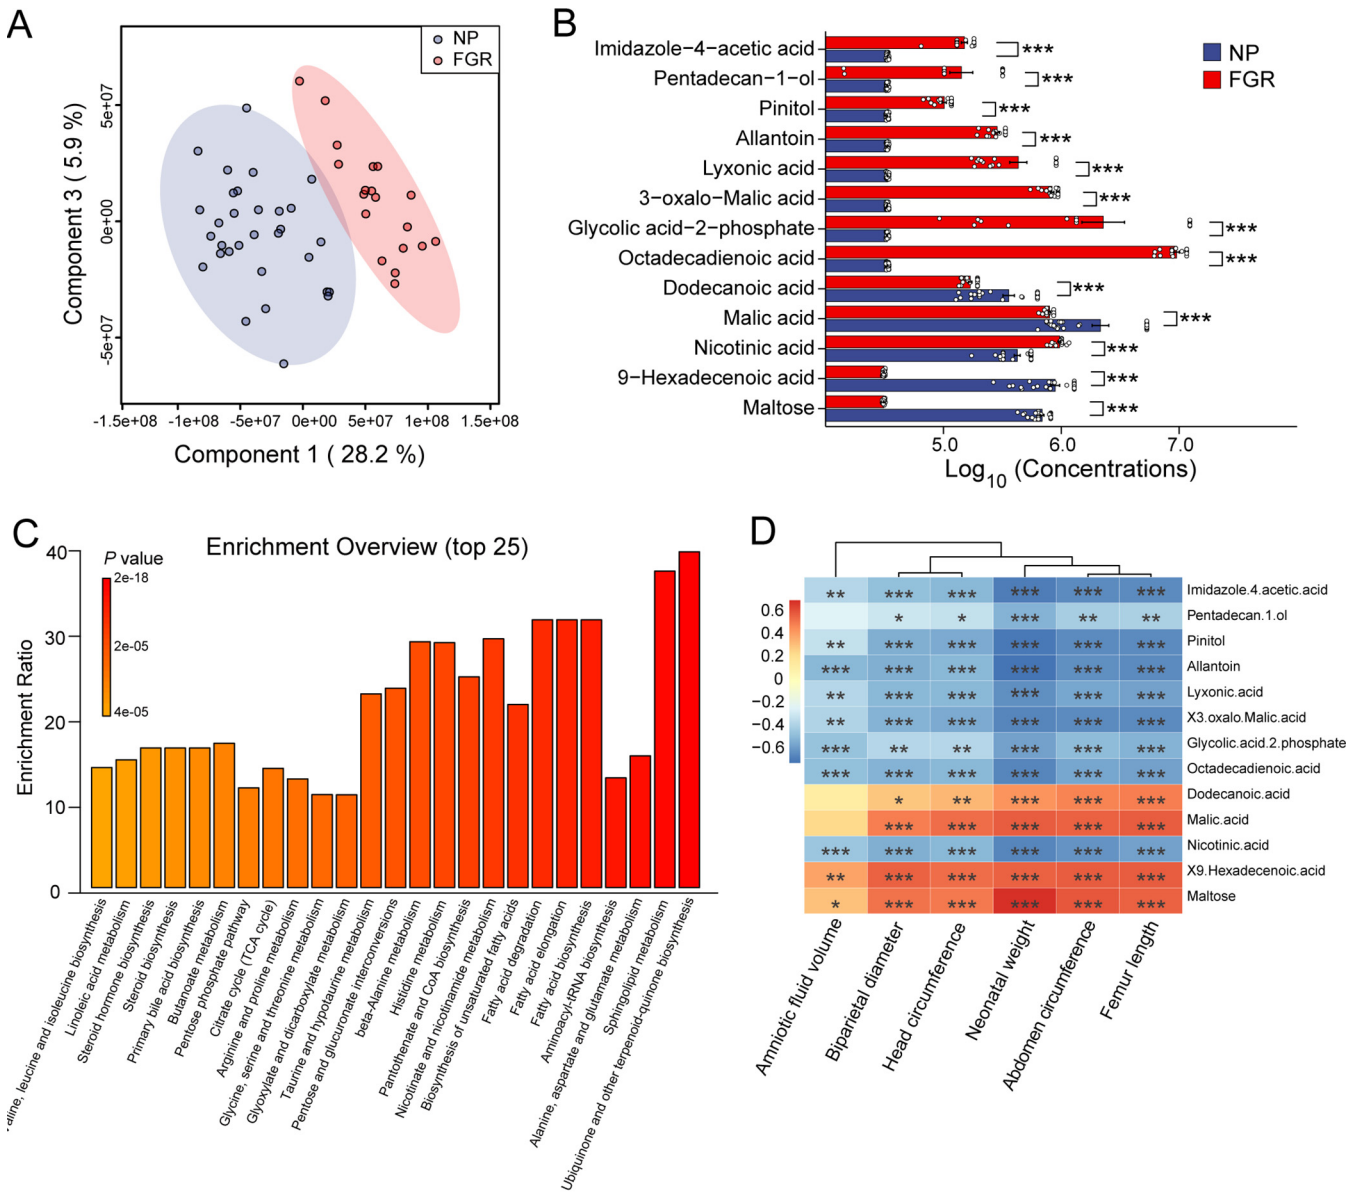 A
NP
FGR
5e+07
0e+00
-5e+07
Component 3 ( 5.9 %)
-1.5e+08
-1e+08
-5e+07
0e+00
5e+07
1e+08
1.5e+08
Component 1 ( 28.2 %)
B
NP
FGR
Imidazole−4−acetic acid
***
Pentadecan−1−ol
***
Pinitol
***
Allantoin
***
Lyxonic acid
***
3−oxalo−Malic acid
***
Glycolic acid−2−phosphate
***
Octadecadienoic acid
***
Dodecanoic acid
***
Malic acid
***
Nicotinic acid
***
9−Hexadecenoic acid
***
Maltose
***
5.0
6.0
7.0
Log10 (Concentrations)
C
Enrichment Overview (top 25)
P value
2e-18
2e-05
4e-05
40
30
20
10
0
Enrichment Ratio
aline, leucine and isoleucine biosynthesis
Linoleic acid metabolism
Steroid hormone biosynthesis
Steroid biosynthesis
Primary bile acid biosynthesis
Butanoate metabolism
Pentose phosphate pathway
Citrate cycle (TCA cycle)
Arginine and proline metabolism
Glycine, serine and threonine metabolism
Glyoxylate and dicarboxylate metabolism
Taurine and hypotaurine metabolism
Pentose and glucuronate interconversions
beta-Alanine metabolism
Histidine metabolism
Pantothenate and CoA biosynthesis
Nicotinate and nicotinamide metabolism
Biosynthesis of unsaturated fatty acids
Fatty acid degradation
Fatty acid elongation
Fatty acid biosynthesis
Aminoacyl-tRNA biosynthesis
Alanine, aspartate and glutamate metabolism
Sphingolipid metabolism
Ubiquinone and other terpenoid-quinone biosynthesis
D
0.6
0.4
0.2
0
−0.2
−0.4
−0.6
** *** *** *** *** *** Imidazole.4.acetic.acid
* * *** ** ** Pentadecan.1.ol
** *** *** *** *** *** Pinitol
*** *** *** *** *** *** Allantoin
** *** *** *** *** *** Lyxonic.acid
** *** *** *** *** *** X3.oxalo.Malic.acid
*** ** ** *** *** *** Glycolic.acid.2.phosphate
*** *** *** *** *** *** Octadecadienoic.acid
* ** *** *** *** Dodecanoic.acid
*** *** *** *** *** Malic.acid
*** *** *** *** *** *** Nicotinic.acid
** *** *** *** *** *** X9.Hexadecenoic.acid
* *** *** *** *** *** Maltose
Amniotic fluid volume
Biparietal diameter
Head circumference
Neonatal weight
Abdomen circumference
Femur length